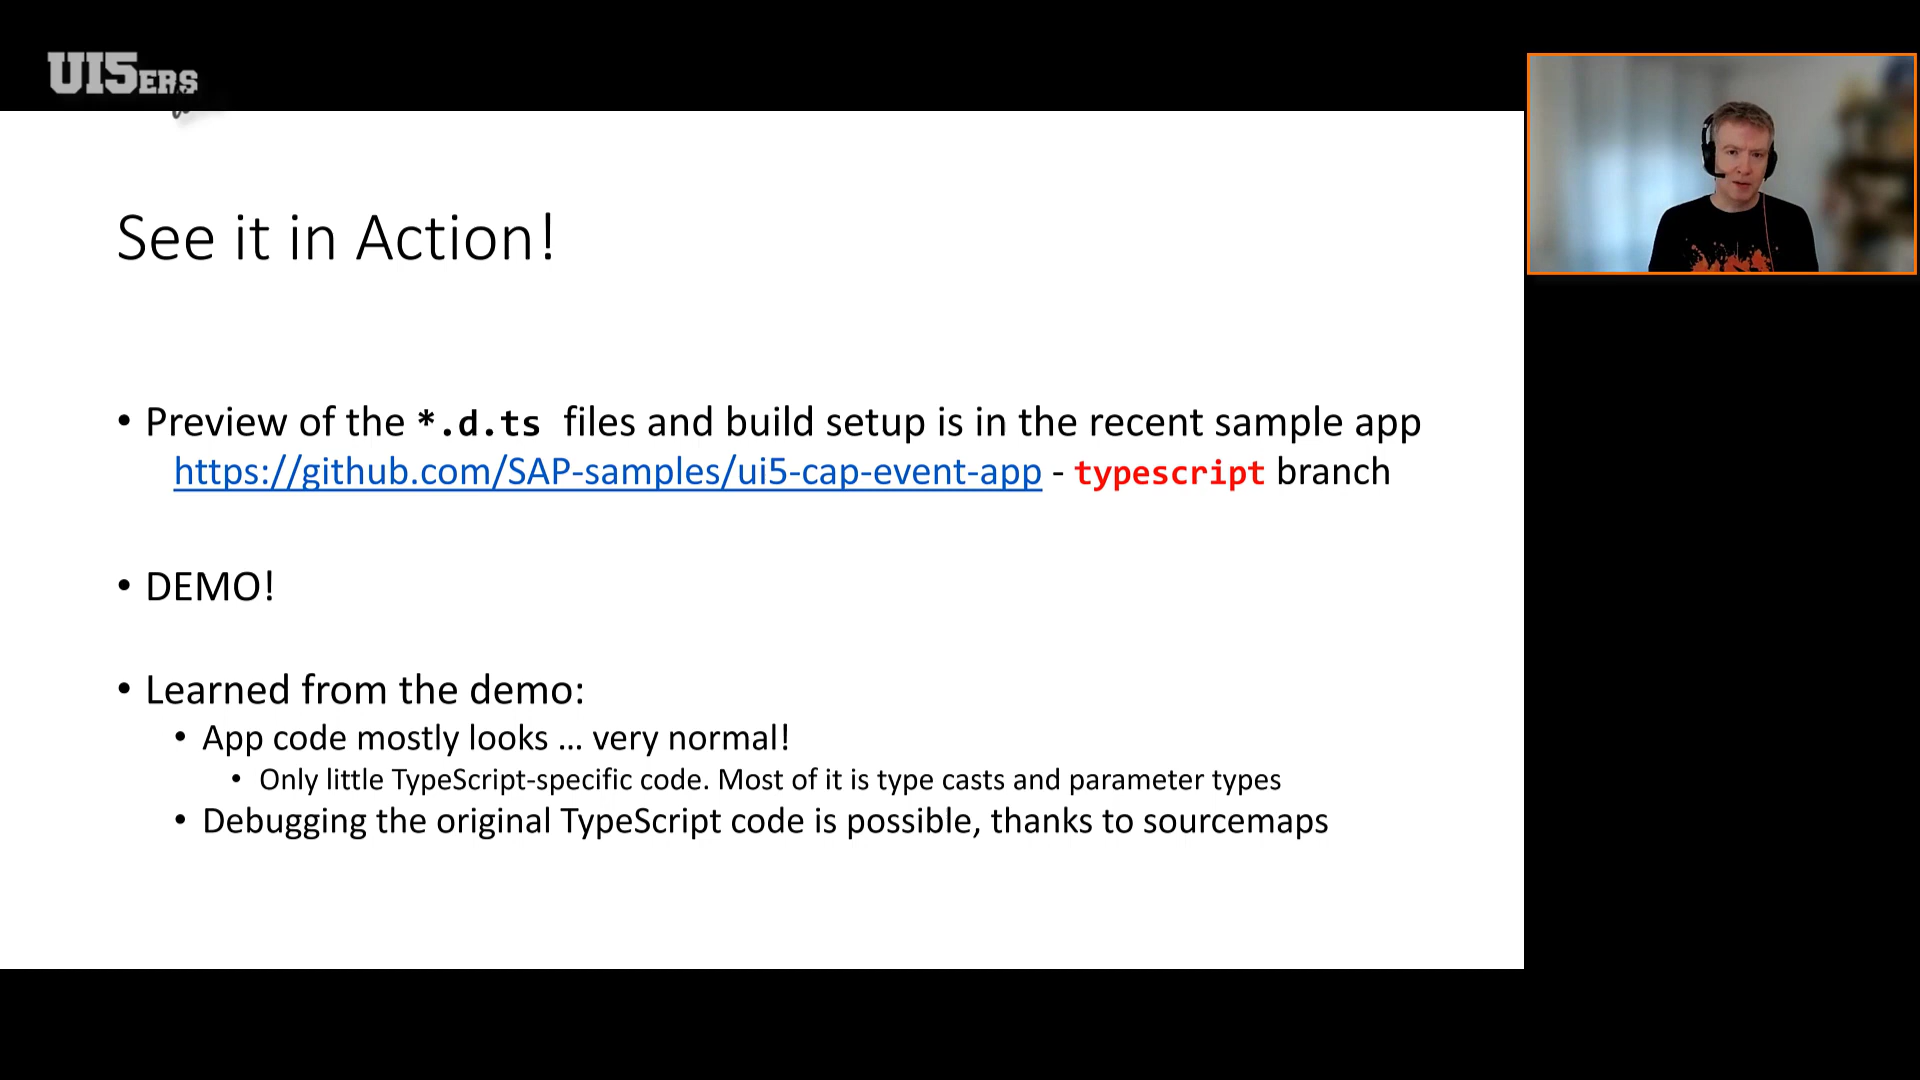 UI5ERS
See it in Action!
• Preview of the *.d.ts files and build setup is in the recent sample app
https://github.com/SAP-samples/ui5-cap-event-app - typescript branch
• DEMO!
• Learned from the demo:
• App code mostly looks … very normal!
• Only little TypeScript-specific code. Most of it is type casts and parameter types
• Debugging the original TypeScript code is possible, thanks to sourcemaps